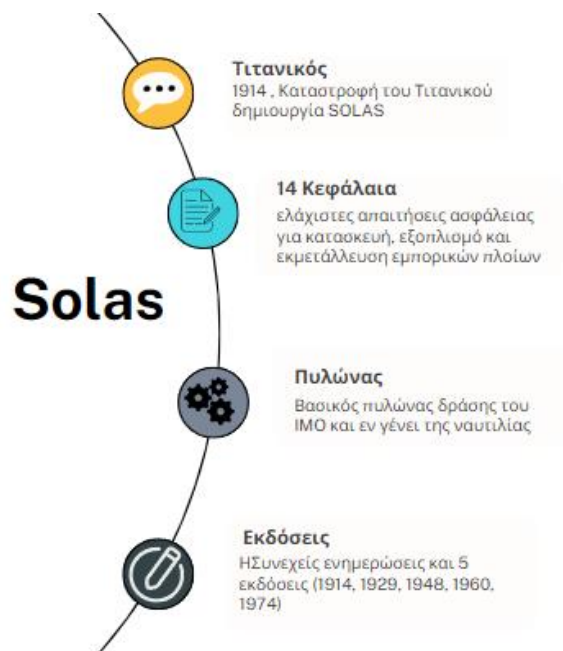 Τιτανικός
1914 , Καταστροφή του Τιτανικού
δημιουργία SOLAS
14 Κεφάλαια
ελάχιστες απαιτήσεις ασφάλειας
για κατασκευή, εξοπλισμό και
εκμετάλλευση εμπορικών πλοίων
Solas
Πυλώνας
Βασικός πυλώνας δράσης του
ΙΜΟ και εν γένει της ναυτιλίας
Εκδόσεις
ΗΣυνεχείς ενημερώσεις και 5
εκδόσεις (1914, 1929, 1948, 1960,
1974)